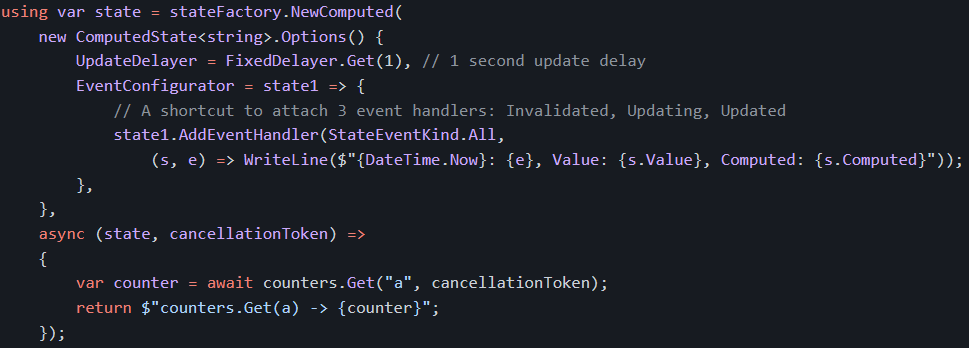 using var state = stateFactory.NewComputed(
    new ComputedState<string>.Options() {
        UpdateDelayer = FixedDelayer.Get(1), // 1 second update delay
        EventConfigurator = state1 => {
            // A shortcut to attach 3 event handlers: Invalidated, Updating, Updated
            state1.AddEventHandler(StateEventKind.All,
                (s, e) => WriteLine($"{DateTime.Now}: {e}, Value: {s.Value}, Computed: {s.Computed}"));
        },
    },
    async (state, cancellationToken) =>
    {
        var counter = await counters.Get("a", cancellationToken);
        return $"counters.Get(a) -> {counter}";
    });